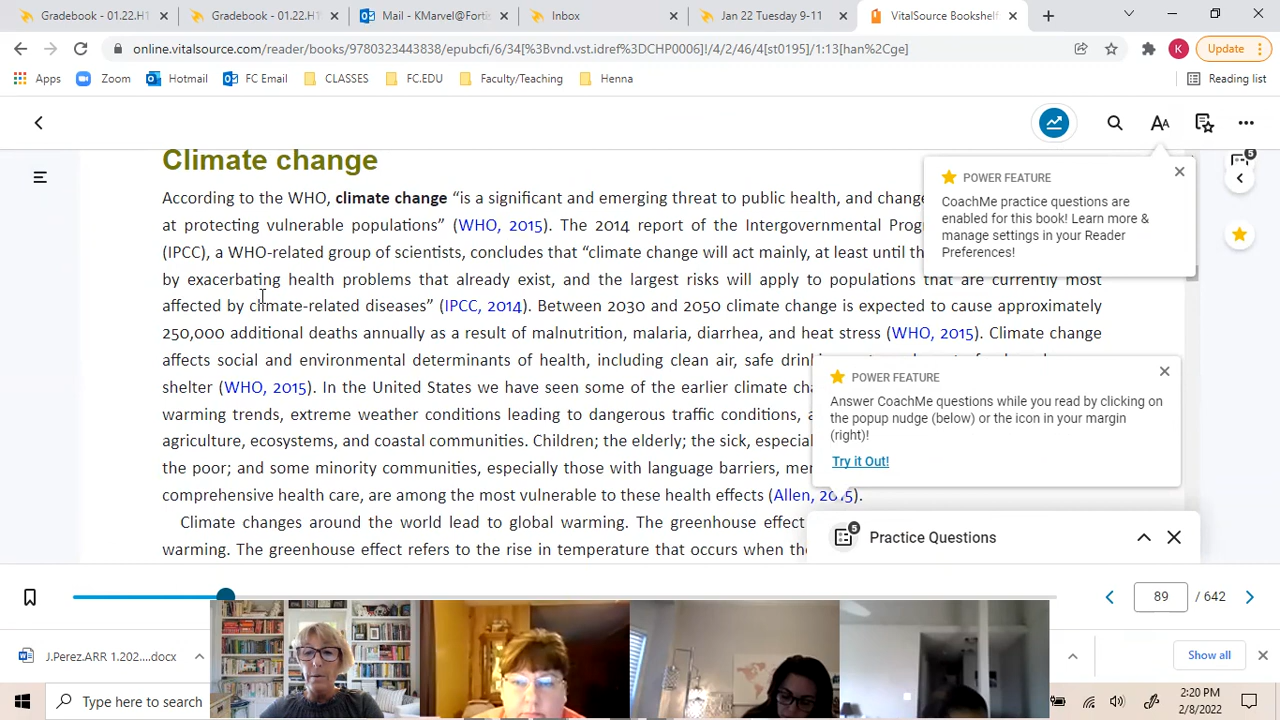 Gradebook - 01.22.H1
Gradebook - 01.22.H1
Mail - KMarvel@Fortis
Inbox
Jan 22 Tuesday 9-11
VitalSource Bookshelf
online.vitalsource.com/reader/books/9780323443838/epubcfi/6/34[%3Bvnd.vst.idref%3DCHP0006]!/4/2/46/4[st0195]/1:13[han%2Cge]
K
Update
Apps
Zoom
Hotmail
FC Email
CLASSES
FC.EDU
Faculty/Teaching
Henna
Reading list
Climate change
According to the WHO, climate change “is a significant and emerging threat to public health, and
at protecting vulnerable populations” (WHO, 2015). The 2014 report of the Intergovernmental
(IPCC), a WHO-related group of scientists, concludes that “climate change will act mainly, at least until
by exacerbating health problems that already exist, and the largest risks will apply to populations that are currently most
affected by climate-related diseases” (IPCC, 2014). Between 2030 and 2050 climate change is expected to cause approximately
250,000 additional deaths annually as a result of malnutrition, malaria, diarrhea, and heat stress (WHO, 2015). Climate change
affects social and environmental determinants of health, including clean air, safe
shelter (WHO, 2015). In the United States we have seen some of the earlier climate
warming trends, extreme weather conditions leading to dangerous traffic conditions,
agriculture, ecosystems, and coastal communities. Children; the elderly; the sick,
the poor; and some minority communities, especially those with language barriers,
comprehensive health care, are among the most vulnerable to these health effects (Allen, 2015).
Climate changes around the world lead to global warming. The greenhouse effect
warming. The greenhouse effect refers to the rise in temperature that occurs when
POWER FEATURE
CoachMe practice questions are
enabled for this book! Learn more &
manage settings in your Reader
Preferences!
5
POWER FEATURE
Answer CoachMe questions while you read by clicking on
the popup nudge (below) or the icon in your margin
(right)!
Try it Out!
5
Practice Questions
89 / 642
J.Perez.ARR 1.202....docx
Show all
Type here to search
2:20 PM
2/8/2022